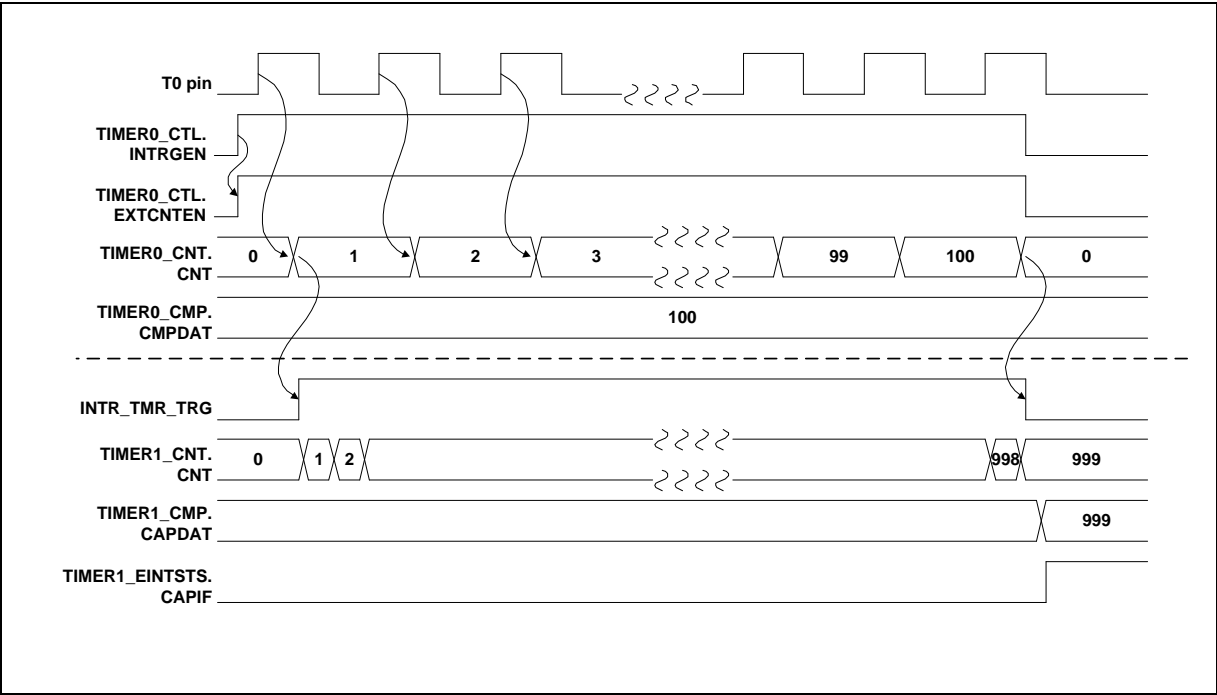 T0 pin
TIMER0_CTL.
INTRGEN
TIMER0_CTL.
EXTCNTEN
TIMER0_CNT.
CNT
0 1 2 3 99 100 0
TIMER0_CMP.
CMPDAT
100
INTR_TMR_TRG
TIMER1_CNT.
CNT
0 1 2 998 999
TIMER1_CMP.
CAPDAT
999
TIMER1_EINTSTS.
CAPIF